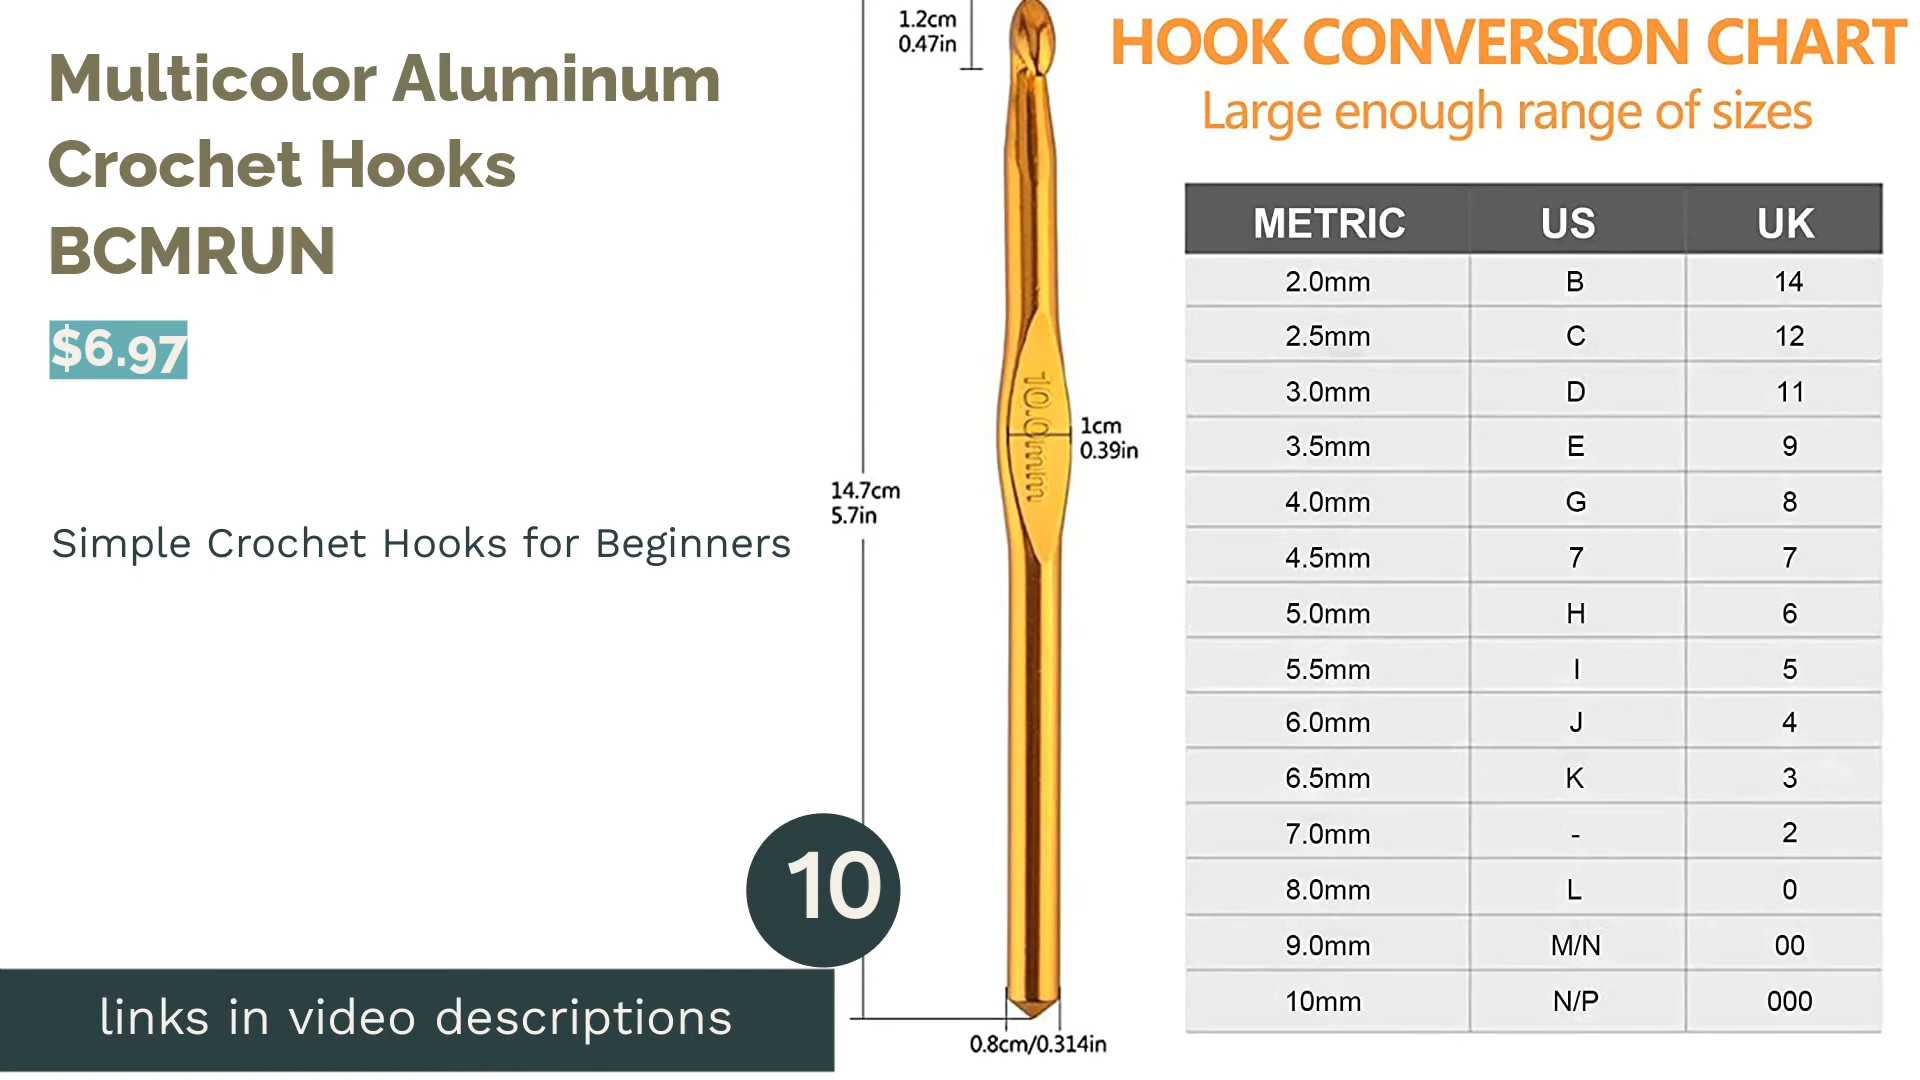 Multicolor Aluminum
Crochet Hooks
BCMRUN
$6.97
Simple Crochet Hooks for Beginners
10
links in video descriptions
1.2cm
0.47in
10.0mm
1cm
0.39in
14.7cm
5.7in
0.8cm/0.314in
HOOK CONVERSION CHART
Large enough range of sizes
METRIC US UK
2.0mm B 14
2.5mm C 12
3.0mm D 11
3.5mm E 9
4.0mm G 8
4.5mm 7 7
5.0mm H 6
5.5mm I 5
6.0mm J 4
6.5mm K 3
7.0mm - 2
8.0mm L 0
9.0mm M/N 00
10mm N/P 000